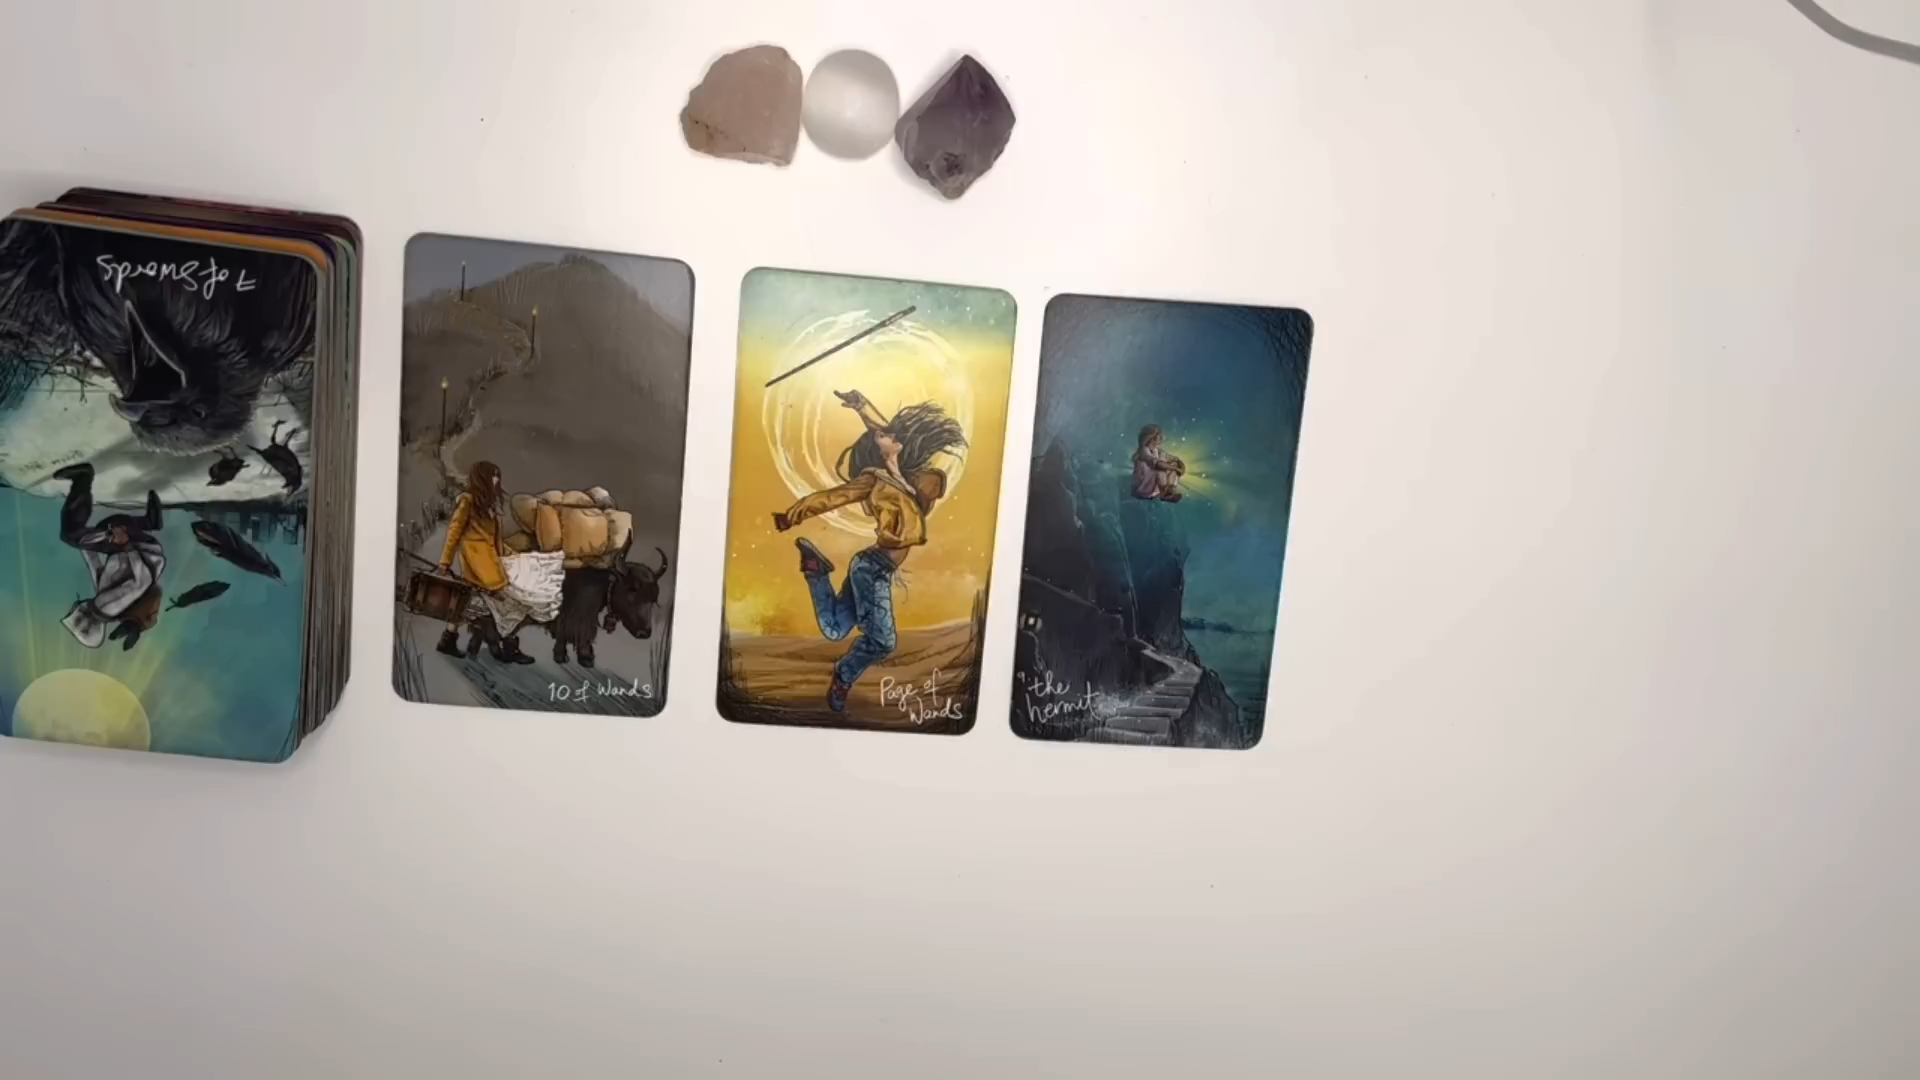 7 of Swords
10 of Wands
Page of
Wands
9. the
hermit